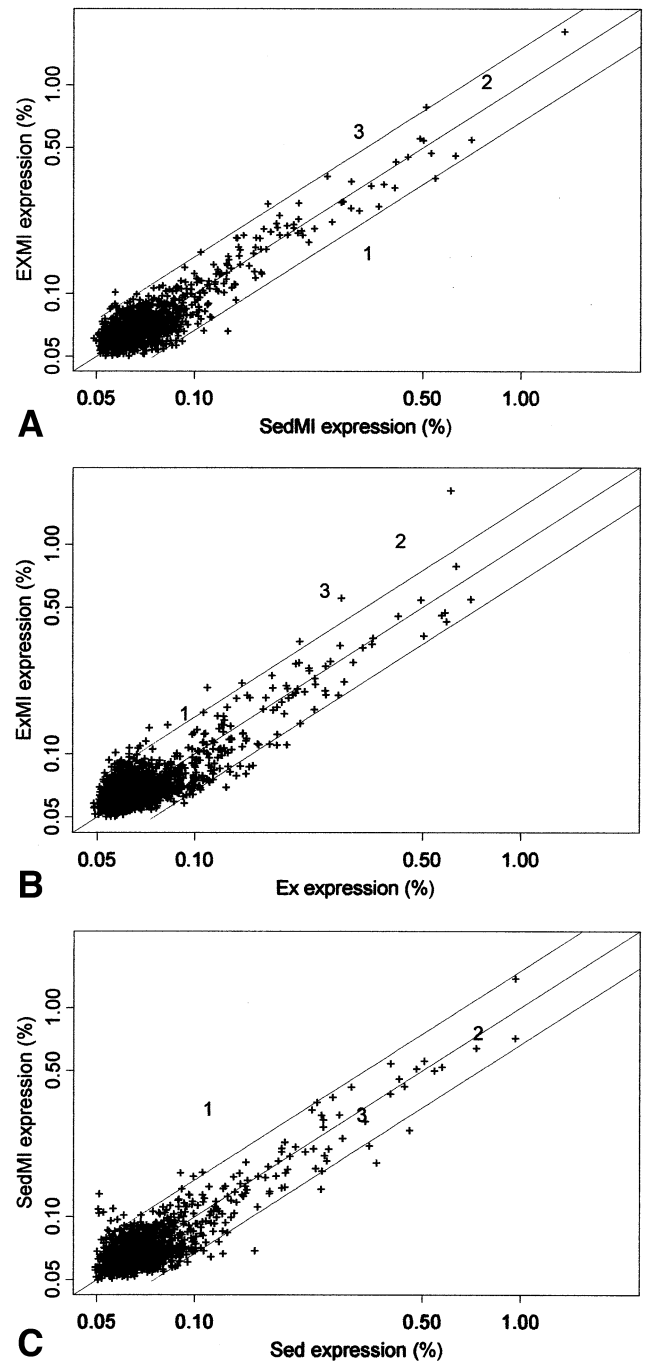 1.00
2
EXMI expression (%)
0.50
3
1
0.10
0.05
0.05 0.10 0.50 1.00
A SedMI expression (%)
1.00
2
ExMI expression (%)
0.50
3
1
0.10
0.05
0.05 0.10 0.50 1.00
B Ex expression (%)
1.00
2
SedMI expression (%)
0.50
1
3
0.10
0.05
0.05 0.10 0.50 1.00
C Sed expression (%)